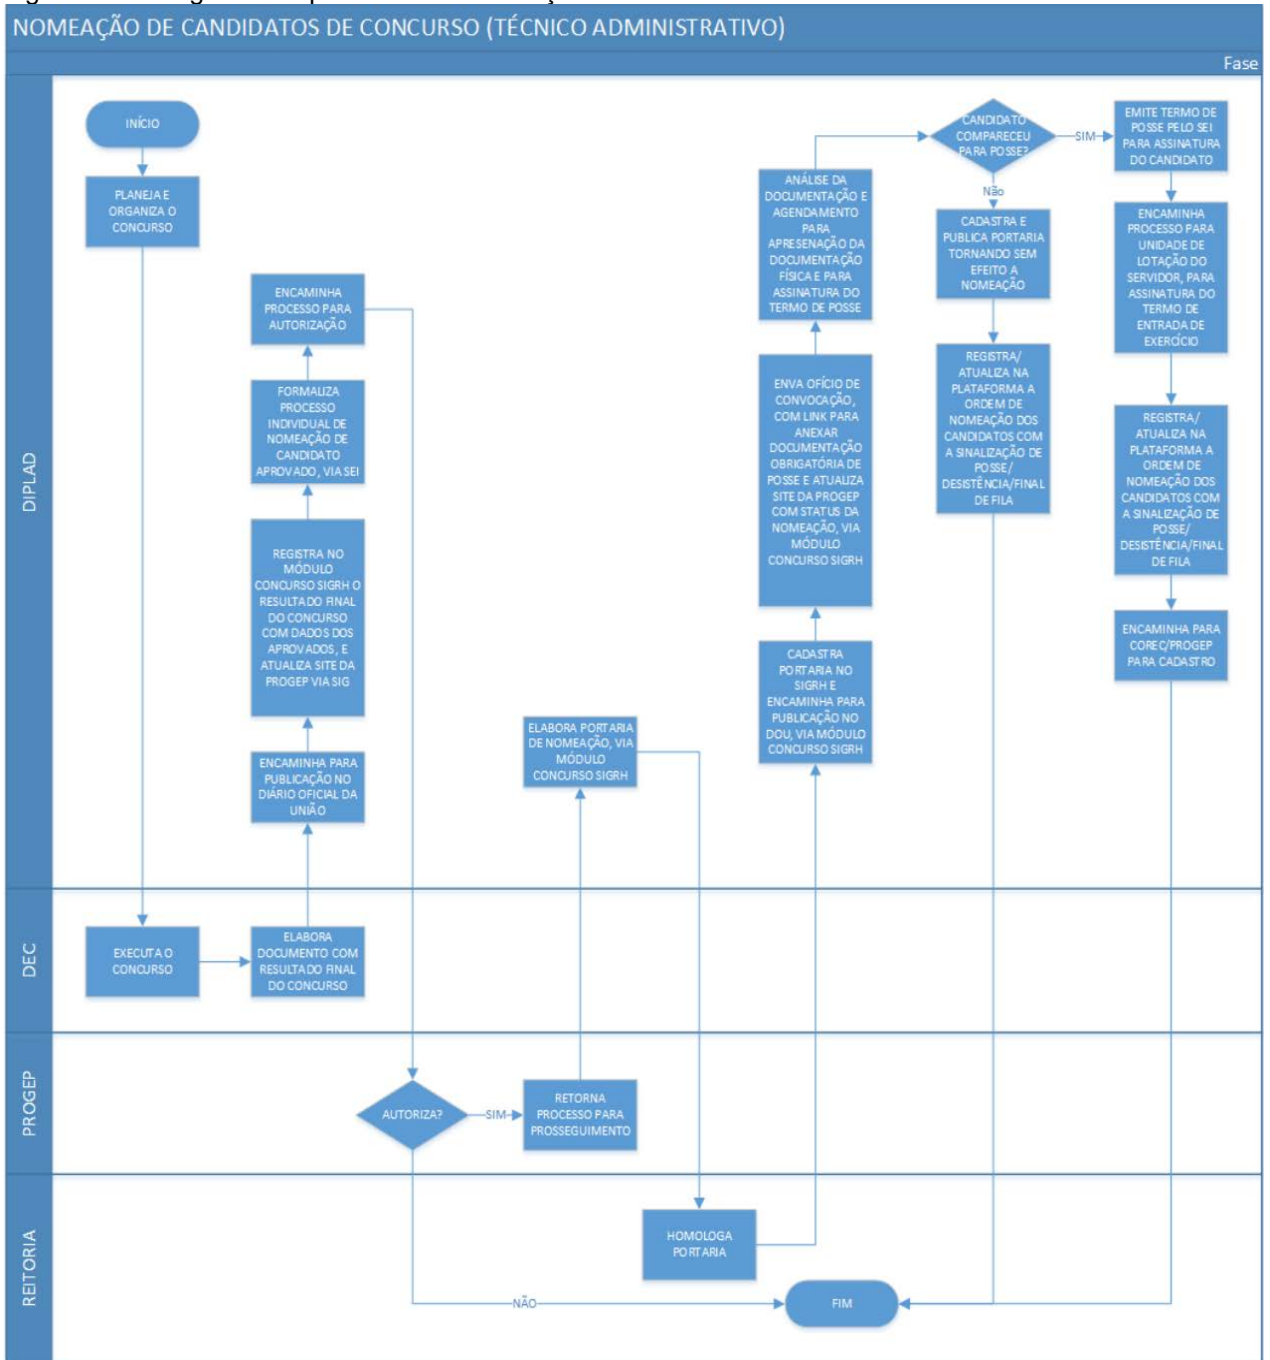 NOMEAÇÃO DE CANDIDATOS DE CONCURSO (TÉCNICO ADMINISTRATIVO)
Fase
DIPLAD
INÍCIO
PLANEJA E
ORGANIZA O
CONCURSO
ENCAMINHA
PROCESSO PARA
AUTORIZAÇÃO
FORMALIZA
PROCESSO
INDIVIDUAL DE
NOMEAÇÃO DE
CANDIDATO
APROVADO, VIA SEI
REGISTRA NO
MÓDULO
CONCURSO SIGRH O
RESULTADO FINAL
DO CONCURSO
COM DADOS DOS
APROVADOS, E
ATUALIZA SITE DA
PROGEP VIA SIG
ENCAMINHA PARA
PUBLICAÇÃO NO
DIÁRIO OFICIAL DA
UNIÃO
ELABORA PORTARIA
DE NOMEAÇÃO, VIA
MÓDULO
CONCURSO SIGRH
ANÁLISE DA
DOCUMENTAÇÃO E
AGENDAMENTO
PARA
APRESENAÇÃO DA
DOCUMENTAÇÃO
FÍSICA E PARA
ASSINATURA DO
TERMO DE POSSE
ENVA OFÍCIO DE
CONVOCAÇÃO,
COM LINK PARA
ANEXAR
DOCUMENTAÇÃO
OBRIGATÓRIA DE
POSSE E ATUALIZA
SITE DA PROGEP
COM STATUS DA
NOMEAÇÃO, VIA
MÓDULO
CONCURSO SIGRH
CADASTRA
PORTARIA NO
SIGRH E
ENCAMINHA PARA
PUBLICAÇÃO NO
DOU, VIA MÓDULO
CONCURSO SIGRH
CANDIDATO
COMPARECEU
PARA POSSE?
SIM
Não
CADASTRA E
PUBLICA PORTARIA
TORNANDO SEM
EFEITO A
NOMEAÇÃO
REGISTRA/
ATUALIZA NA
PLATAFORMA A
ORDEM DE
NOMEAÇÃO DOS
CANDIDATOS COM
A SINALIZAÇÃO DE
POSSE/
DESISTÊNCIA/FINAL
DE FILA
EMITE TERMO DE
POSSE PELO SEI
PARA ASSINATURA
DO CANDIDATO
ENCAMINHA
PROCESSO PARA
UNIDADE DE
LOTAÇÃO DO
SERVIDOR, PARA
ASSINATURA DO
TERMO DE
ENTRADA DE
EXERCÍCIO
REGISTRA/
ATUALIZA NA
PLATAFORMA A
ORDEM DE
NOMEAÇÃO DOS
CANDIDATOS COM
A SINALIZAÇÃO DE
POSSE/
DESISTÊNCIA/FINAL
DE FILA
ENCAMINHA PARA
COREC/PROGEP
PARA CADASTRO
DEC
EXECUTA O
CONCURSO
ELABORA
DOCUMENTO COM
RESULTADO FINAL
DO CONCURSO
PROGEP
AUTORIZA?
SIM
RETORNA
PROCESSO PARA
PROSSEGUIMENTO
REITORIA
HOMOLOGA
PORTARIA
NÃO
FIM